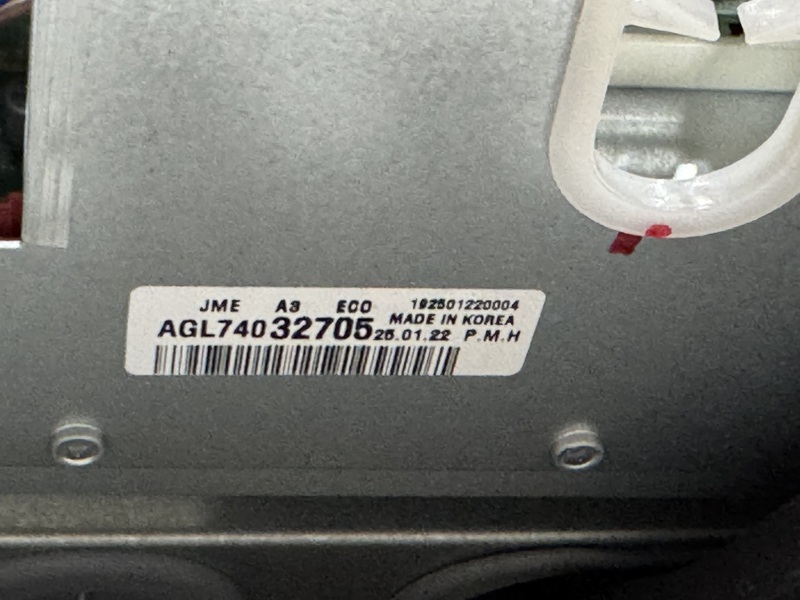 JME A3 ECO 192501220004
AGL74032705 MADE IN KOREA
25.01.22 P.M.H